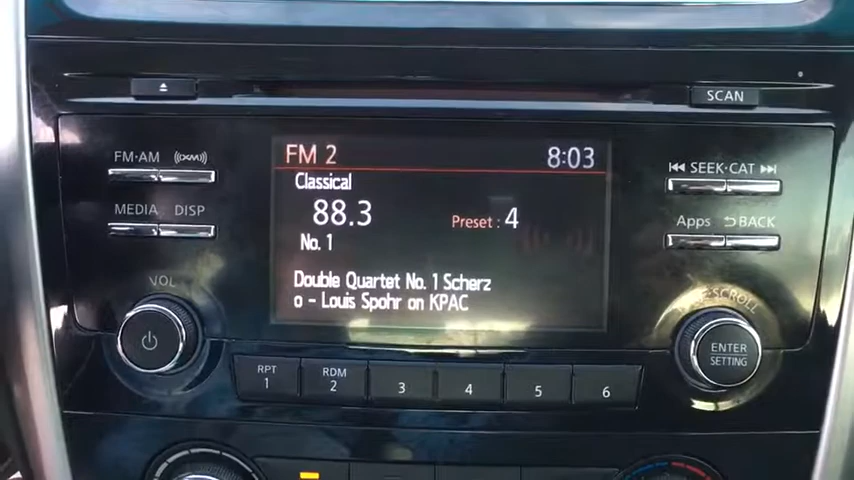 SCAN
FM·AM XM
MEDIA DISP
VOL
FM 2 8:03
Classical
88.3 Preset : 4
No. 1
Double Quartet No. 1 Scherz
o - Louis Spohr on KPAC
SEEK·CAT
Apps BACK
SCROLL
ENTER
SETTING
RPT
1
RDM
2
3
4
5
6